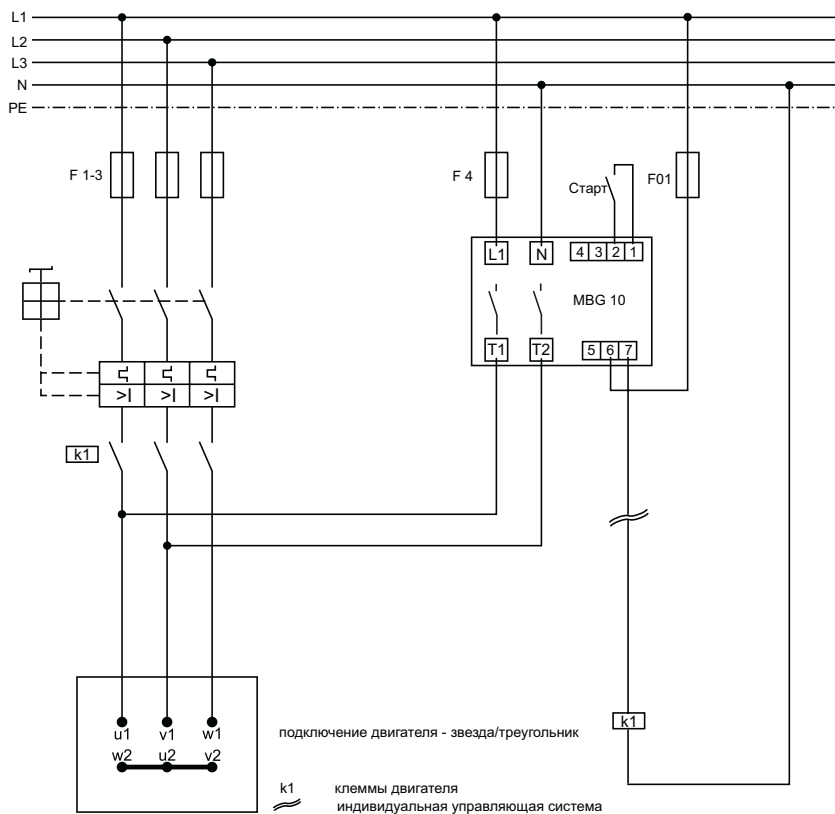 L1
L2
L3
N
PE
F 1-3
F 4
Старт
F01
L1
N
4 3 2 1
MBG 10
T1
T2
5 6 7
>I >I >I
k1
u1 v1 w1
w2 u2 v2
подключение двигателя - звезда/треугольник
k1
k1 клеммы двигателя
индивидуальная управляющая система